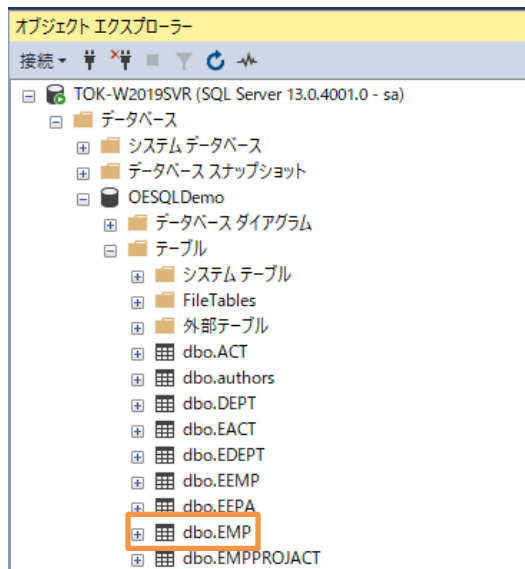 オブジェクト エクスプローラー
接続
TOK-W2019SVR (SQL Server 13.0.4001.0 - sa)
データベース
システム データベース
データベース スナップショット
OESQLDemo
データベース ダイアグラム
テーブル
システム テーブル
FileTables
外部テーブル
dbo.ACT
dbo.authors
dbo.DEPT
dbo.EACT
dbo.EDEPT
dbo.EEMP
dbo.EEPA
dbo.EMP
dbo.EMPPROJACT